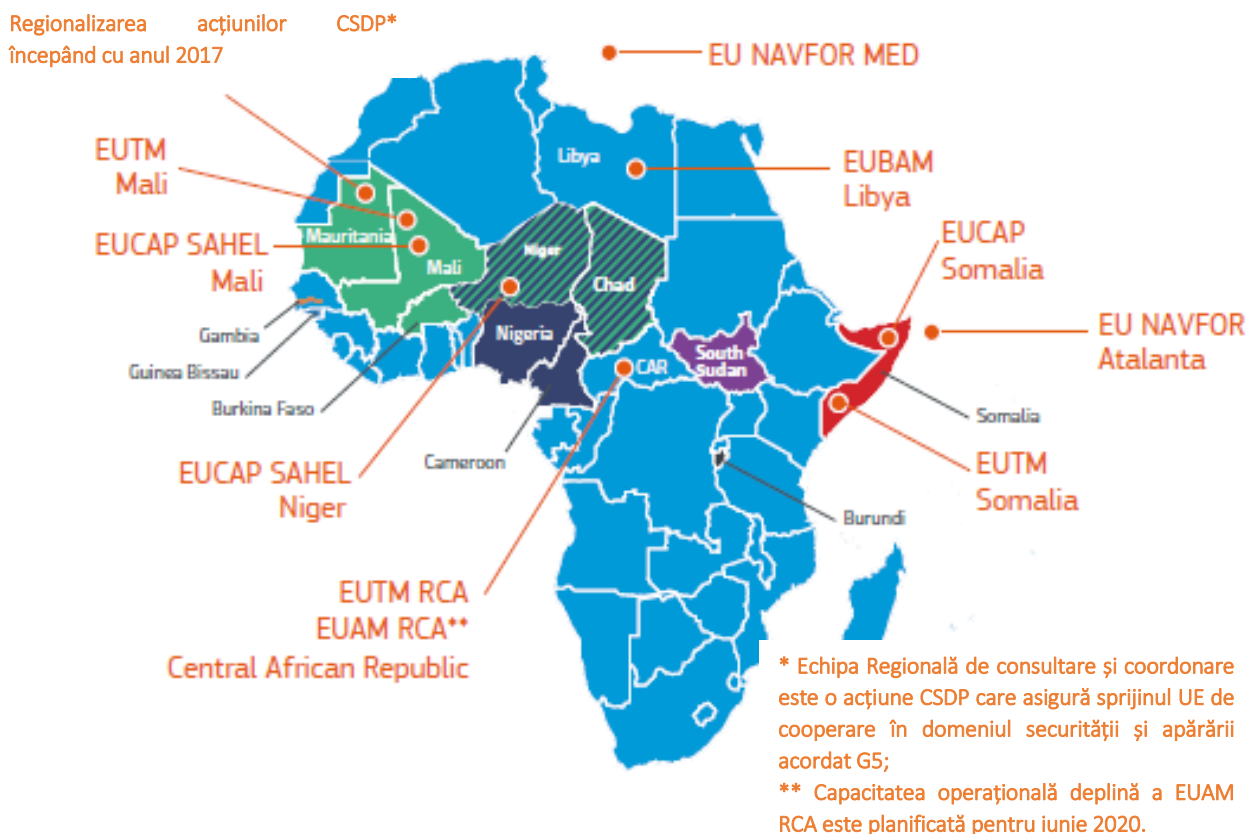 Regionalizarea acțiunilor CSDP*
începând cu anul 2017
EU NAVFOR MED
EUTM
Mali
Libya
EUBAM
Libya
EUCAP SAHEL
Mali
Mauritania
Mali
Niger
Chad
EUCAP
Somalia
Gambia
Nigeria
South
Sudan
CAR
EU NAVFOR
Atalanta
Guinea Bissau
Burkina Faso
Somalia
Cameroon
EUCAP SAHEL
Niger
EUTM
Somalia
Burundi
EUTM RCA
EUAM RCA**
Central African Republic
* Echipa Regională de consultare și coordonare
este o acțiune CSDP care asigură sprijinul UE de
cooperare în domeniul securității și apărării
acordat G5;
** Capacitatea operațională deplină a EUAM
RCA este planificată pentru iunie 2020.